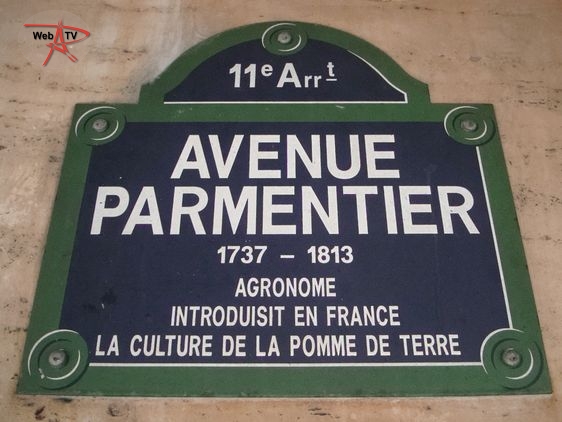 Web TV
11e Arrt
AVENUE
PARMENTIER
1737 – 1813
AGRONOME
INTRODUISIT EN FRANCE
LA CULTURE DE LA POMME DE TERRE